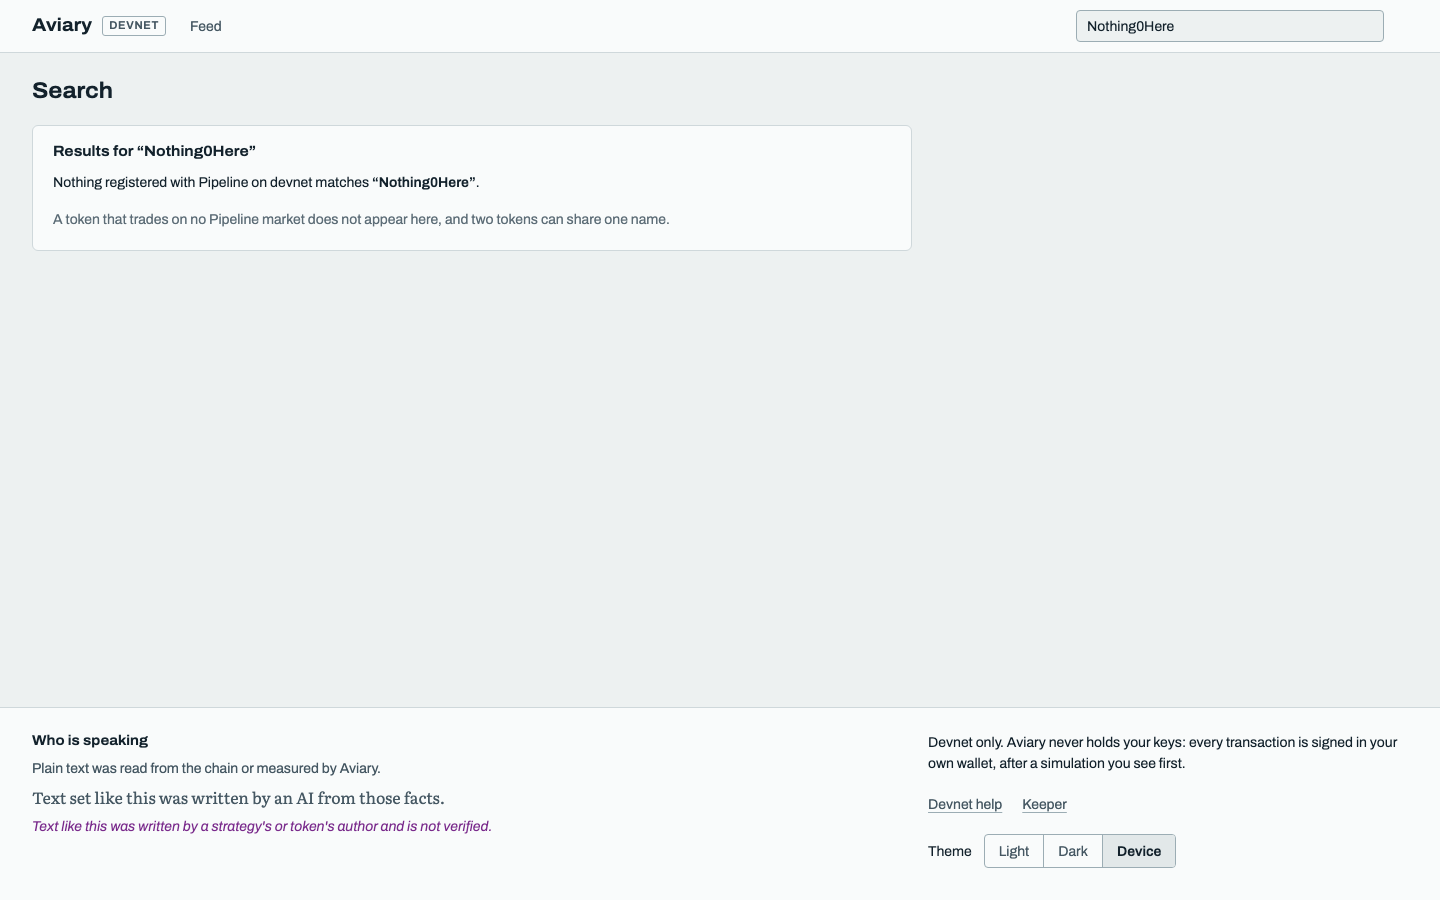 Aviary DEVNET Feed Nothing0Here
Search
Results for “Nothing0Here”
Nothing registered with Pipeline on devnet matches “Nothing0Here”.
A token that trades on no Pipeline market does not appear here, and two tokens can share one name.
Who is speaking
Plain text was read from the chain or measured by Aviary.
Text set like this was written by an AI from those facts.
Text like this was written by a strategy's or token's author and is not verified.
Devnet only. Aviary never holds your keys: every transaction is signed in your
own wallet, after a simulation you see first.
Devnet help Keeper
Theme Light Dark Device